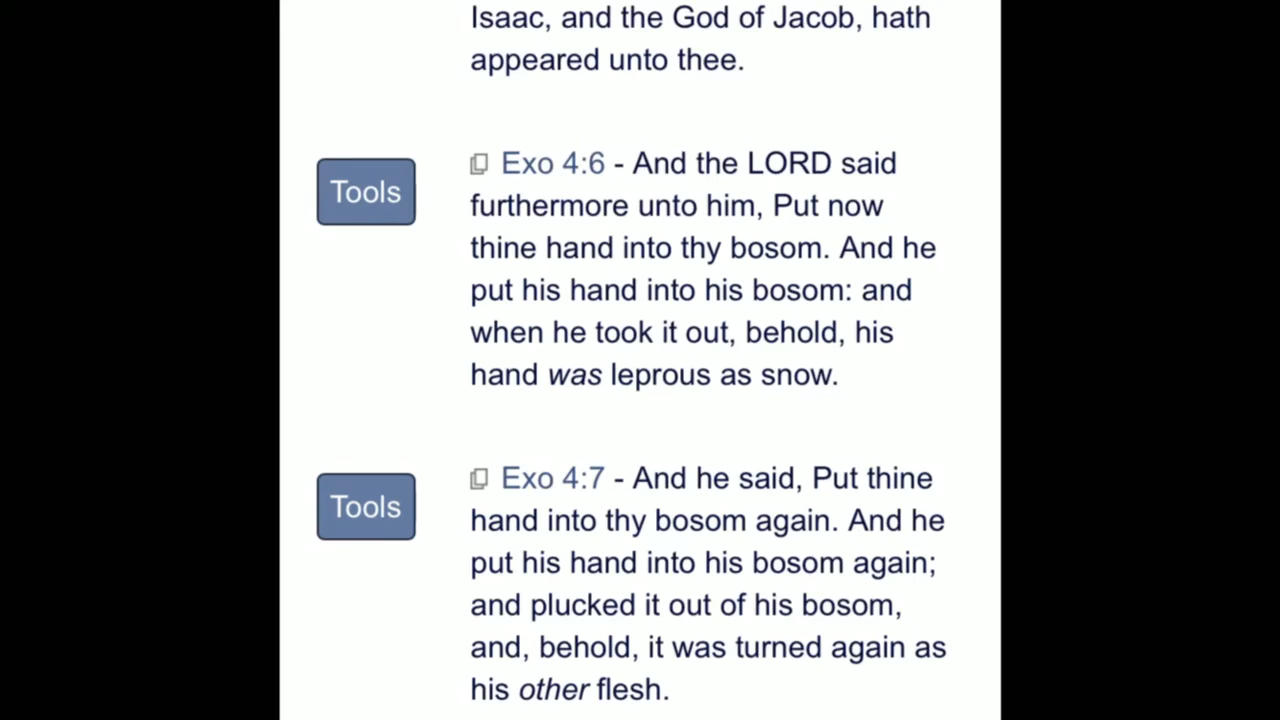 Isaac, and the God of Jacob, hath
appeared unto thee.
Tools
Exo 4:6 - And the LORD said
furthermore unto him, Put now
thine hand into thy bosom. And he
put his hand into his bosom: and
when he took it out, behold, his
hand was leprous as snow.
Tools
Exo 4:7 - And he said, Put thine
hand into thy bosom again. And he
put his hand into his bosom again;
and plucked it out of his bosom,
and, behold, it was turned again as
his other flesh.